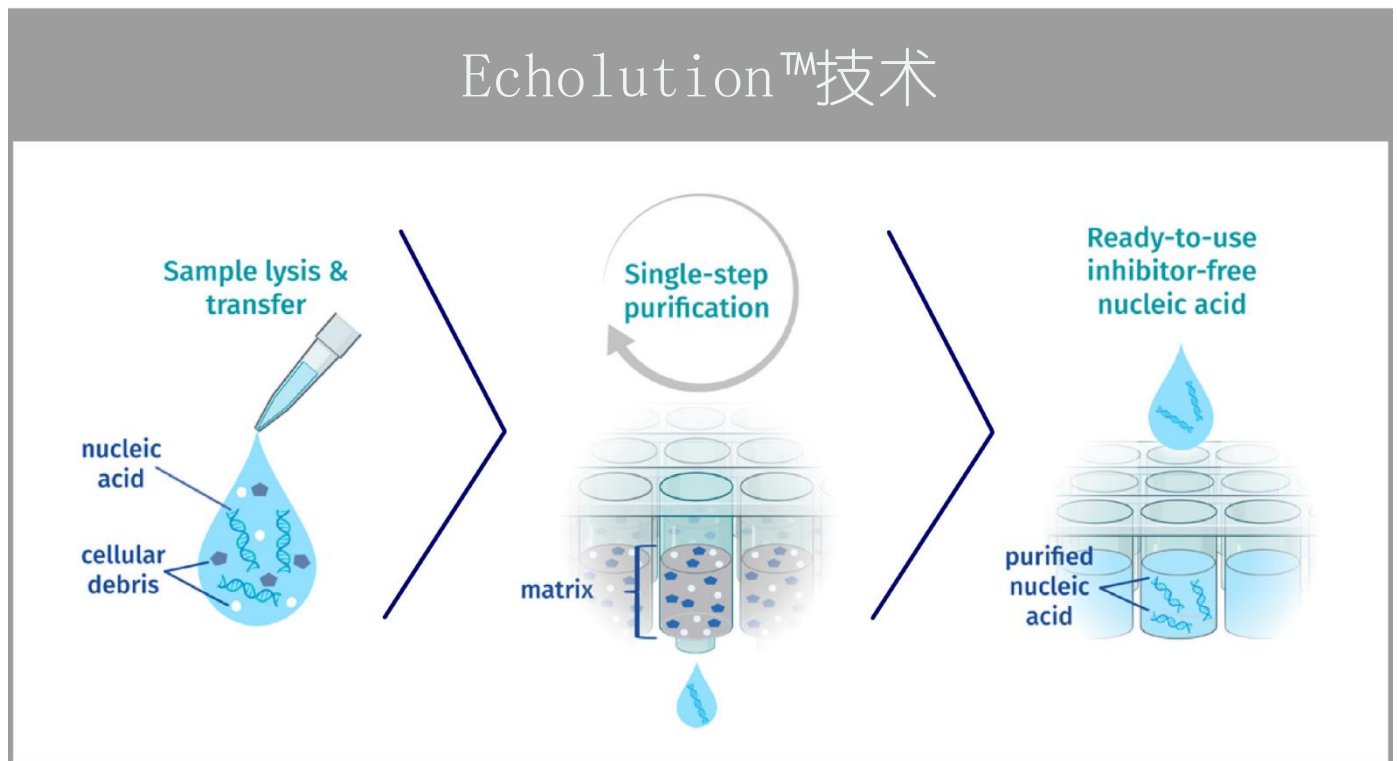 Echolution™技术
Sample lysis &
transfer
nucleic
acid
cellular
debris
Single-step
purification
matrix
Ready-to-use
inhibitor-free
nucleic acid
purified
nucleic
acid